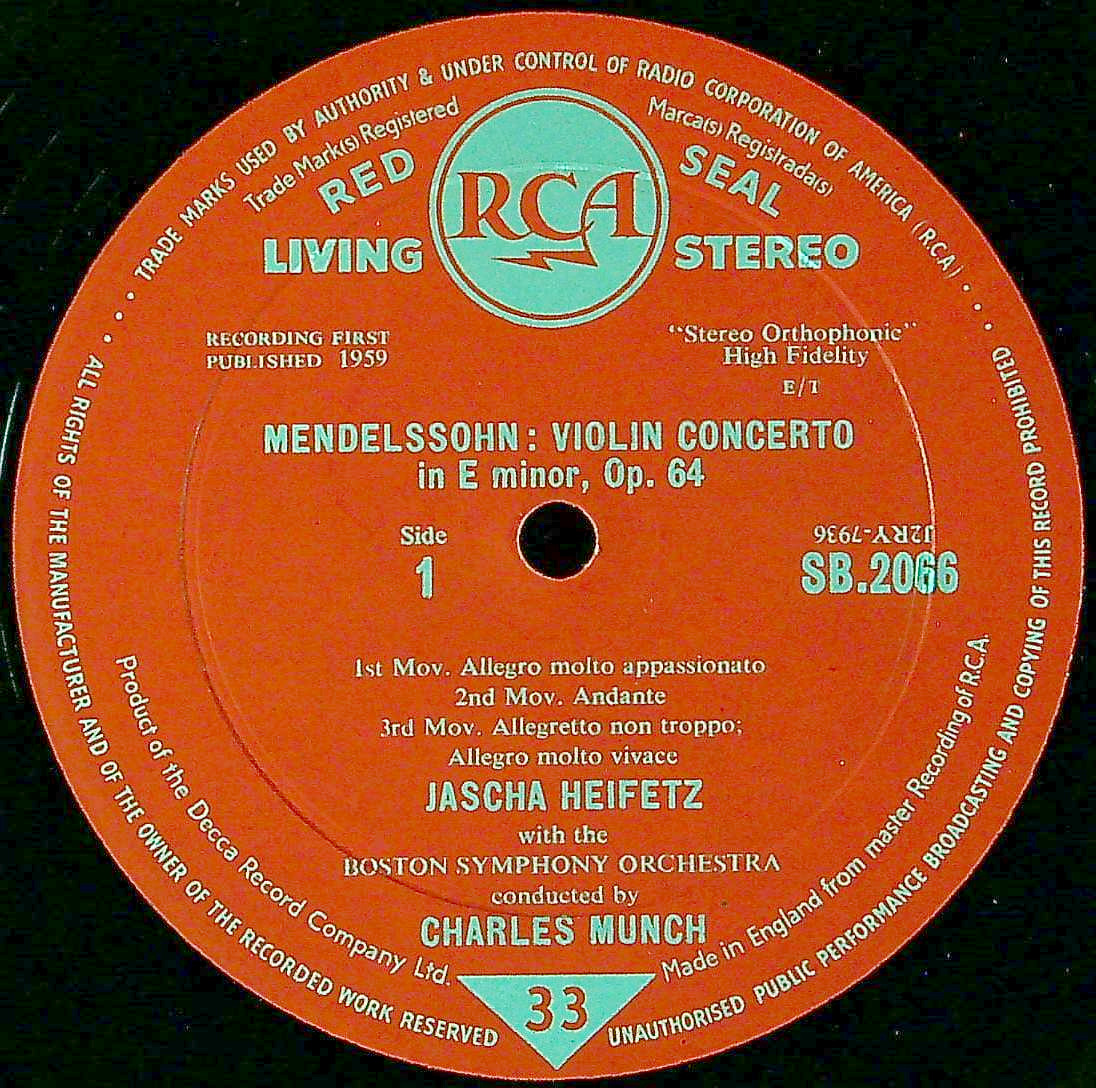 TRADE MARKS USED BY AUTHORITY & UNDER CONTROL OF RADIO CORPORATION OF AMERICA (R.C.A.)
Trade Mark(s) Registered
Marca(s) Registrada(s)
RED SEAL
RCA
LIVING STEREO
RECORDING FIRST
PUBLISHED 1959
"Stereo Orthophonic"
High Fidelity
E/T
MENDELSSOHN: VIOLIN CONCERTO
in E minor, Op. 64
Side
1
J2RY-7936
SB.2066
1st Mov. Allegro molto appassionato
2nd Mov. Andante
3rd Mov. Allegretto non troppo;
Allegro molto vivace
JASCHA HEIFETZ
with the
BOSTON SYMPHONY ORCHESTRA
conducted by
CHARLES MUNCH
33
Product of the Decca Record Company Ltd.
Made in England from master Recording of R.C.A.
ALL RIGHTS OF THE MANUFACTURER AND OF THE OWNER OF THE RECORDED WORK RESERVED
UNAUTHORISED PUBLIC PERFORMANCE BROADCASTING AND COPYING OF THIS RECORD PROHIBITED